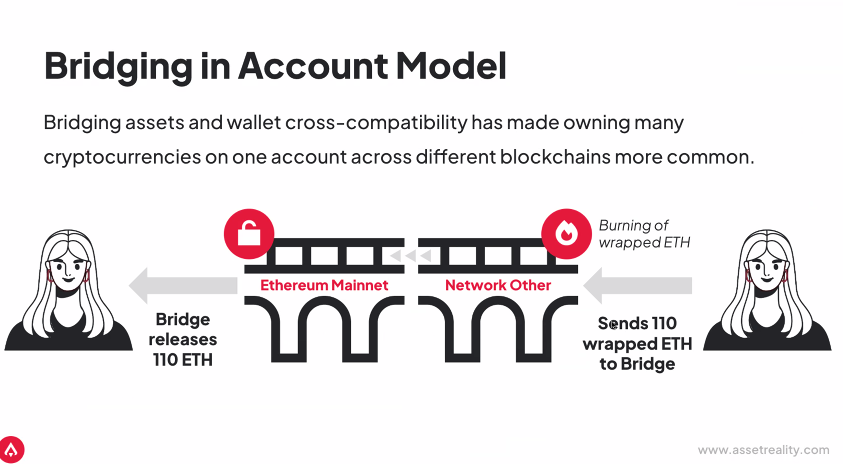 Bridging in Account Model
Bridging assets and wallet cross-compatibility has made owning many
cryptocurrencies on one account across different blockchains more common.
Burning of
wrapped ETH
Ethereum Mainnet
Network Other
Bridge
releases
110 ETH
Sends 110
wrapped ETH
to Bridge
www.assetreality.com